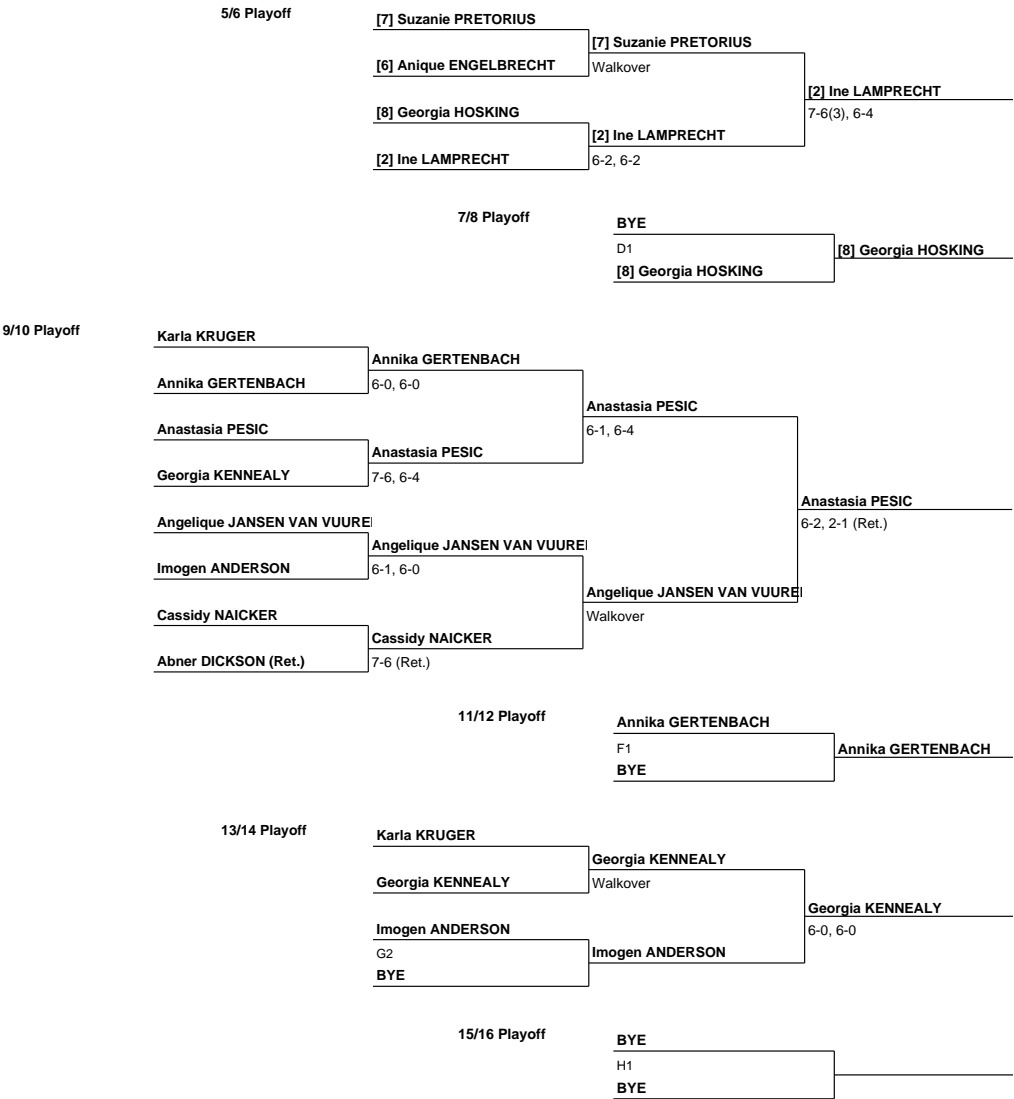 5/6 Playoff
[7] Suzanie PRETORIUS
[7] Suzanie PRETORIUS
[6] Anique ENGELBRECHT
Walkover
[2] Ine LAMPRECHT
[8] Georgia HOSKING
7-6(3), 6-4
[2] Ine LAMPRECHT
[2] Ine LAMPRECHT
6-2, 6-2
7/8 Playoff
BYE
D1
[8] Georgia HOSKING
[8] Georgia HOSKING
9/10 Playoff
Karla KRUGER
Annika GERTENBACH
Annika GERTENBACH
6-0, 6-0
Anastasia PESIC
Anastasia PESIC
6-1, 6-4
Anastasia PESIC
Georgia KENNEALY
7-6, 6-4
Anastasia PESIC
6-2, 2-1 (Ret.)
Angelique JANSEN VAN VUURE
Angelique JANSEN VAN VUURE
Imogen ANDERSON
6-1, 6-0
Angelique JANSEN VAN VUURE
Walkover
Cassidy NAICKER
Cassidy NAICKER
Abner DICKSON (Ret.)
7-6 (Ret.)
11/12 Playoff
Annika GERTENBACH
F1
Annika GERTENBACH
BYE
13/14 Playoff
Karla KRUGER
Georgia KENNEALY
Georgia KENNEALY
Walkover
Georgia KENNEALY
6-0, 6-0
Imogen ANDERSON
G2
Imogen ANDERSON
BYE
15/16 Playoff
BYE
H1
BYE